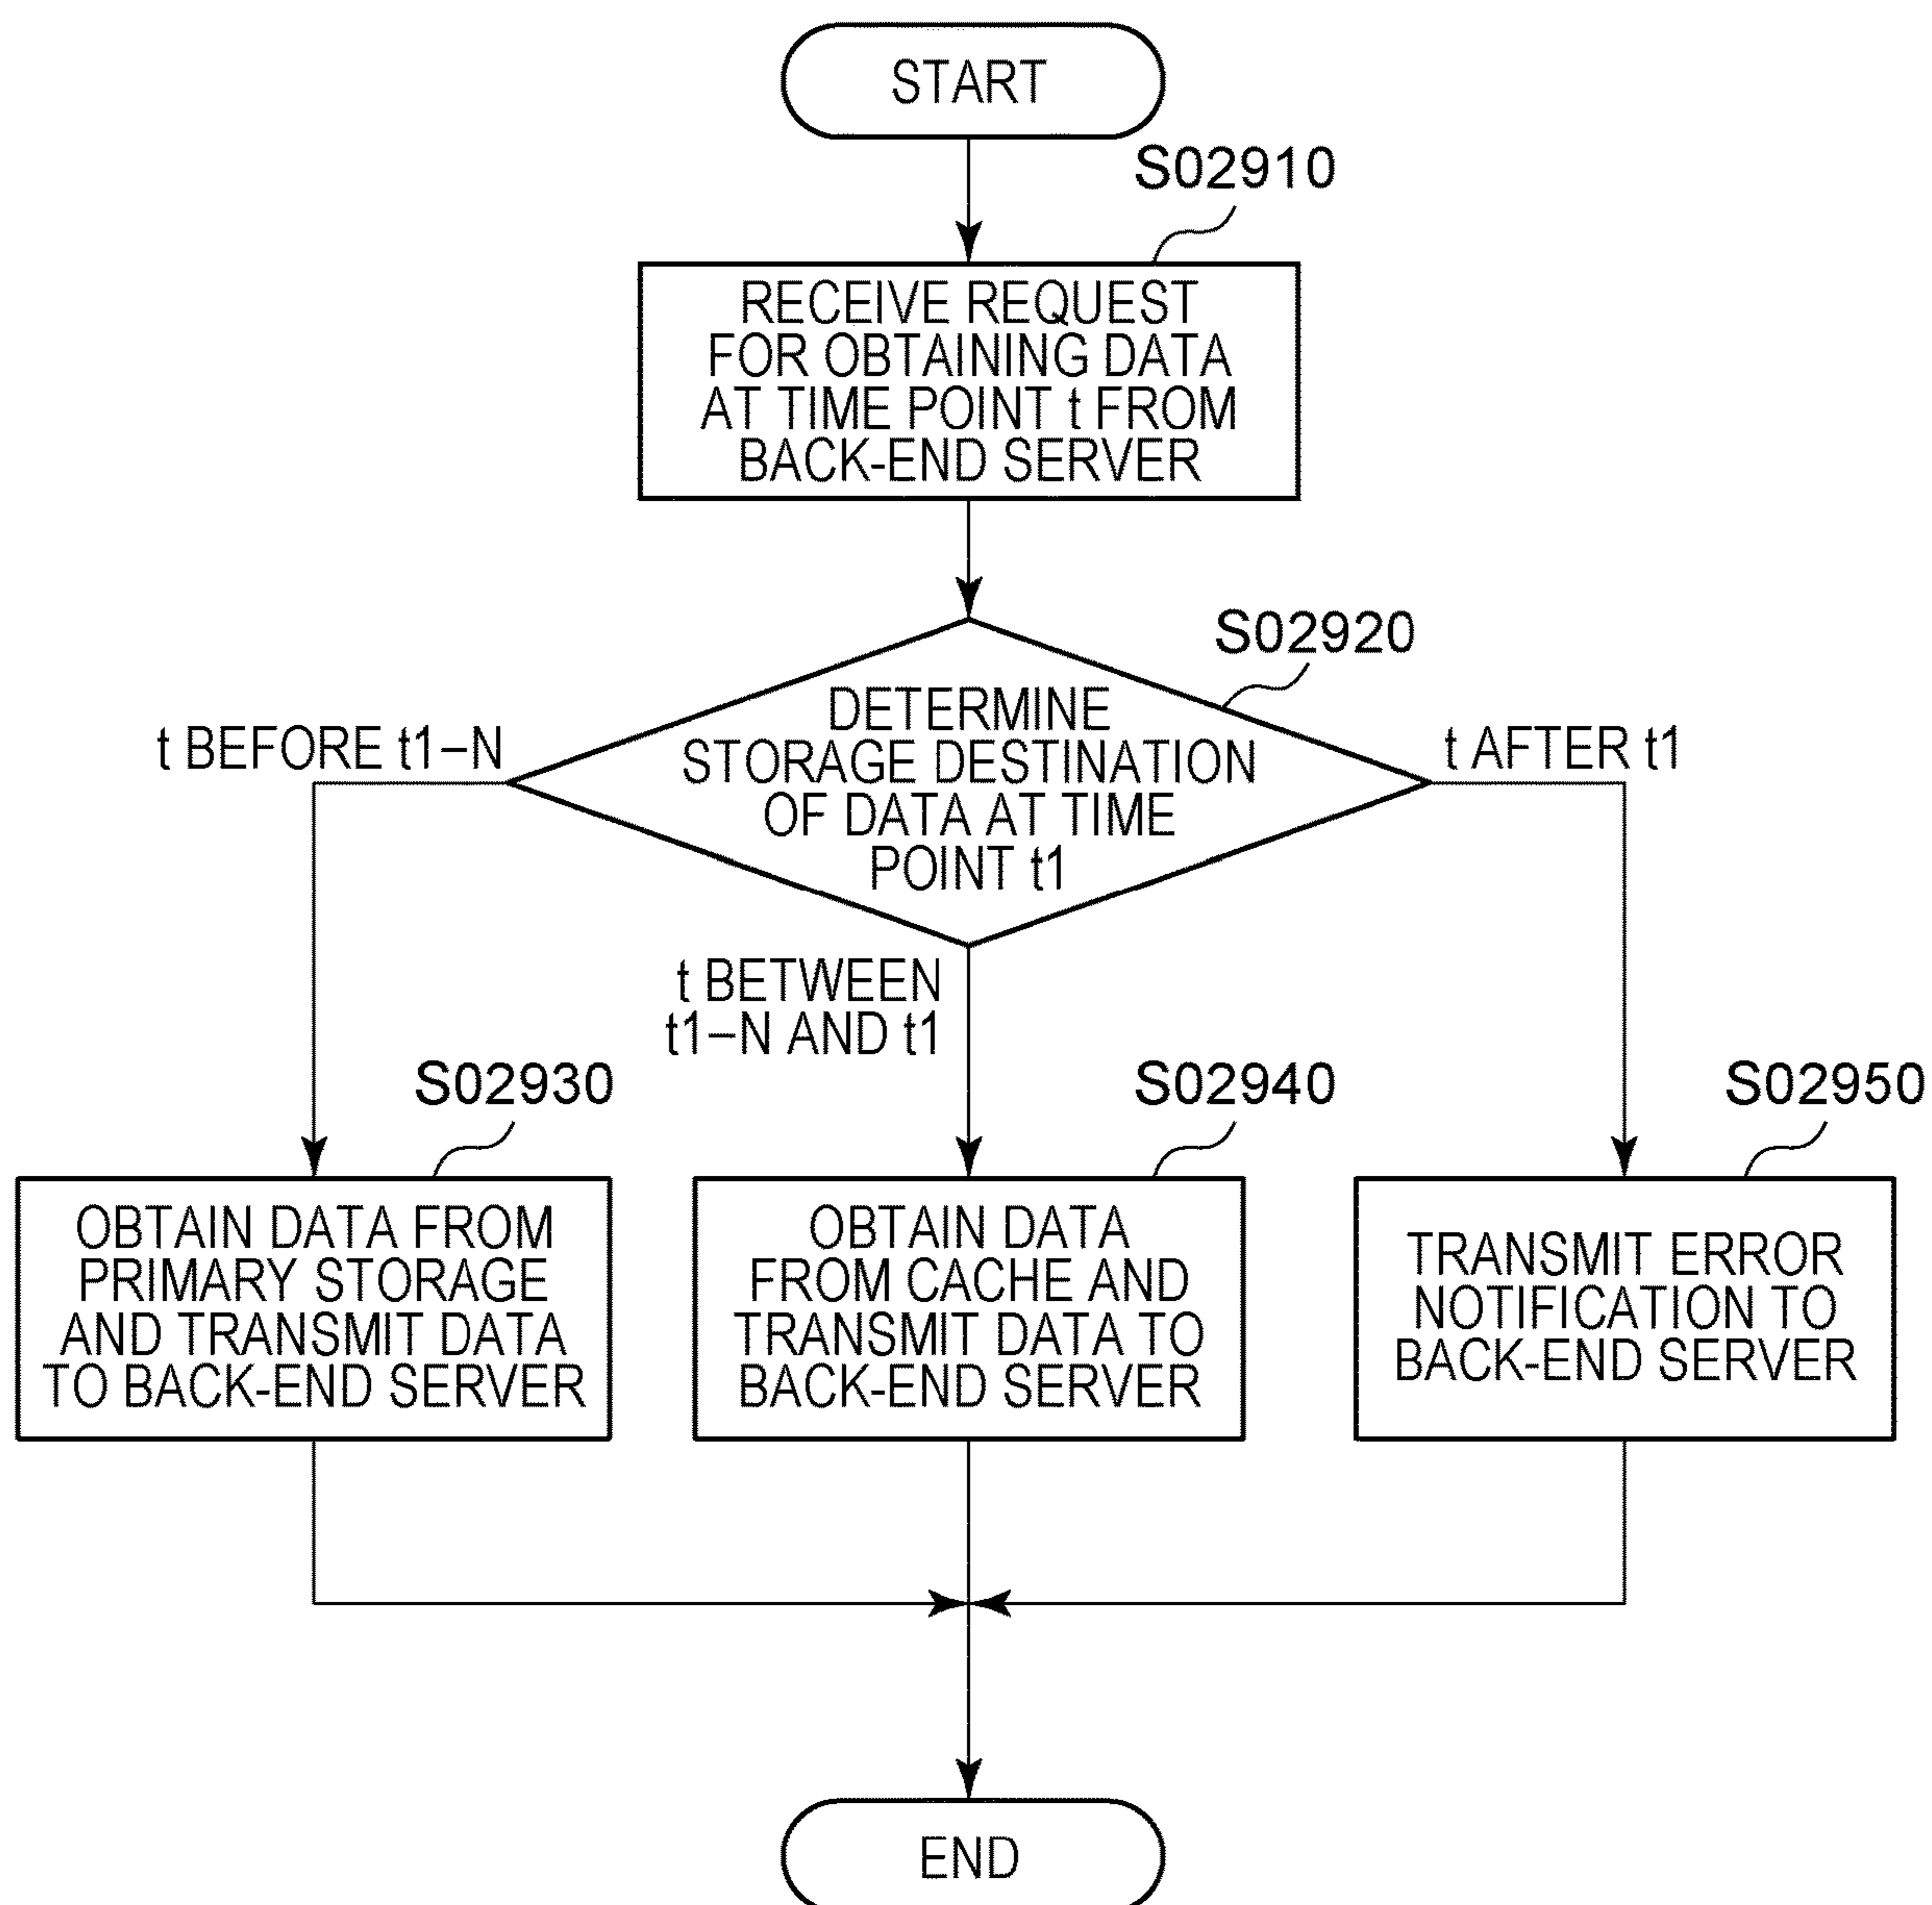 START
S02910
RECEIVE REQUEST
FOR OBTAINING DATA
AT TIME POINT t FROM
BACK-END SERVER
S02920
DETERMINE
STORAGE DESTINATION
OF DATA AT TIME
POINT t1
t BEFORE t1–N
t AFTER t1
t BETWEEN
t1–N AND t1
S02930
OBTAIN DATA FROM
PRIMARY STORAGE
AND TRANSMIT DATA
TO BACK-END SERVER
S02940
OBTAIN DATA
FROM CACHE AND
TRANSMIT DATA TO
BACK-END SERVER
S02950
TRANSMIT ERROR
NOTIFICATION TO
BACK-END SERVER
END